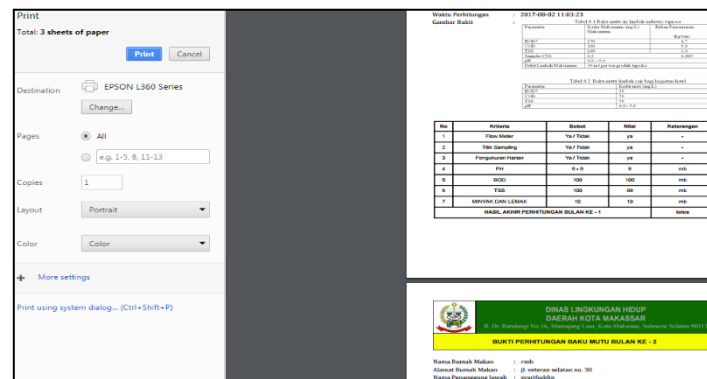 Print
Total: 3 sheets of paper
Print Cancel
Destination EPSON L360 Series
Change...
Pages All
e.g. 1-5, 8, 11-13
Copies 1
Layout Portrait
Color Color
+ More settings
Print using system dialog... (Ctrl+Shift+P)
Waktu Perhitungan : 2017-08-02 11:03:23
Gambar Bukti :
No Kriteria Bobot Nilai Keterangan
1 Flow Meter Ya / Tidak ya -
2 Titik Sampling Ya / Tidak ya -
3 Pengukuran Harian Ya / Tidak ya -
4 PH 6 - 9 9 mb
5 BOD 100 100 mb
6 TSS 100 99 mb
7 MINYAK DAN LEMAK 10 10 mb
HASIL AKHIR PERHITUNGAN BULAN KE - 1 lolos
DINAS LINGKUNGAN HIDUP
DAERAH KOTA MAKASSAR
BUKTI PERHITUNGAN BAKU MUTU BULAN KE - 2
Nama Rumah Makan : rmb
Alamat Rumah Makan : jl. veteran selatan no. 30
Nama Penanggung Jawab : syarifuddin